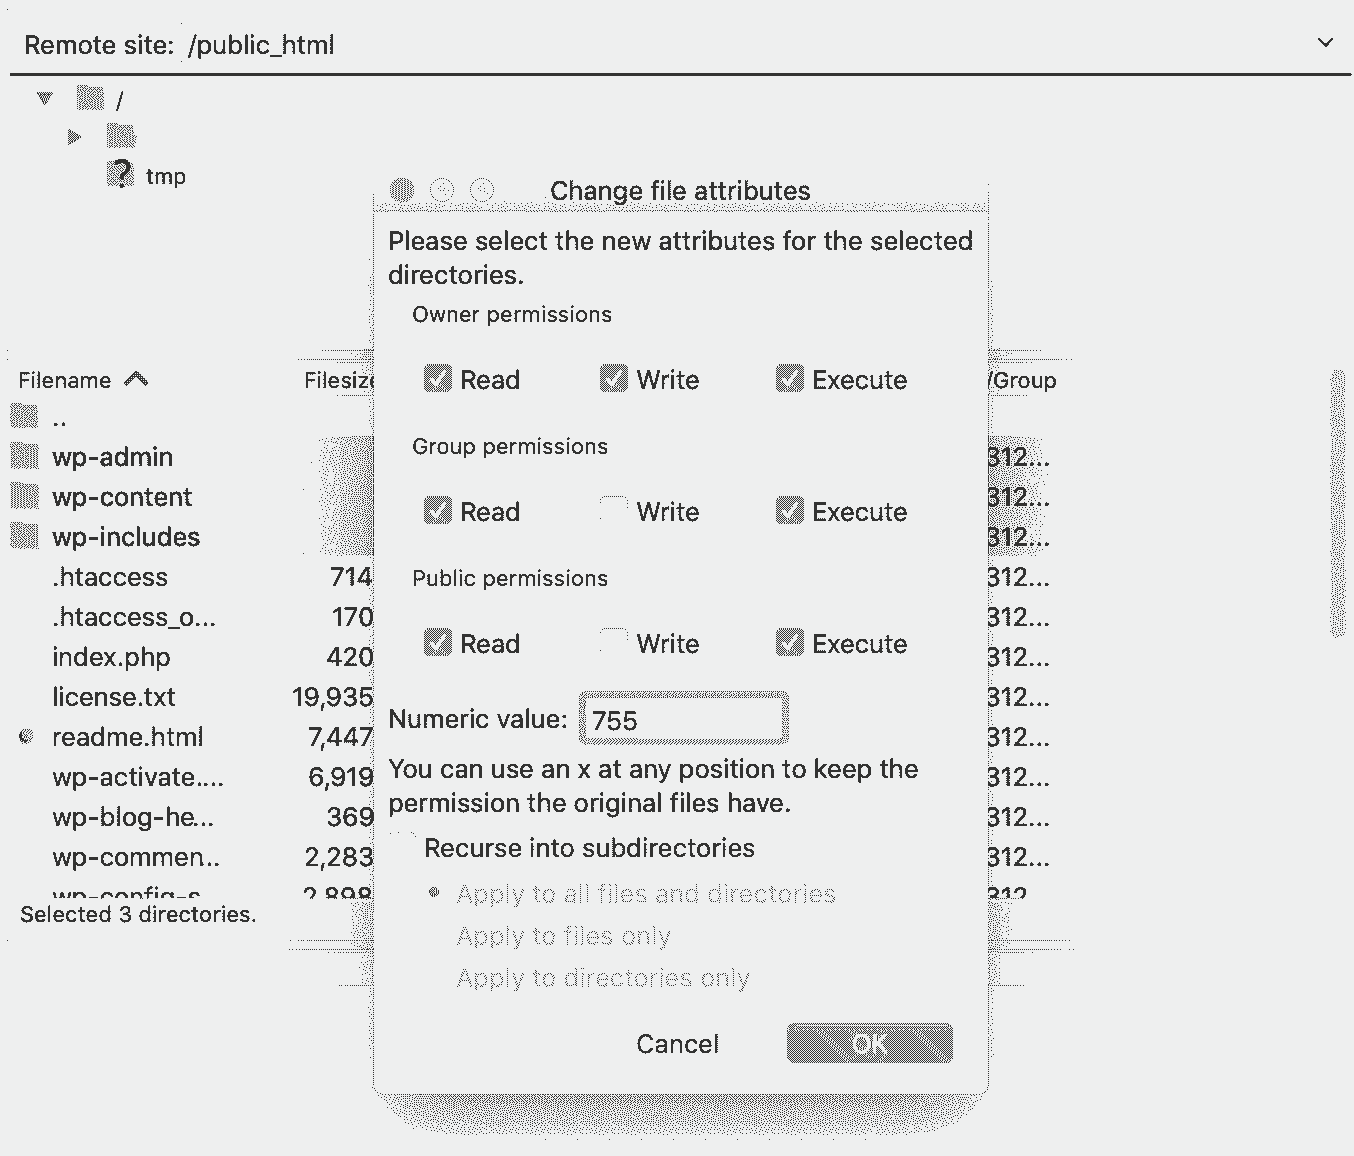 Remote site: /public_html
/
tmp
Change file attributes
Please select the new attributes for the selected
directories.
Owner permissions
Read Write Execute
Group permissions
Read Write Execute
Public permissions
Read Write Execute
Numeric value: 755
You can use an x at any position to keep the
permission the original files have.
Recurse into subdirectories
Apply to all files and directories
Apply to files only
Apply to directories only
Cancel OK
Filename Filesize /Group
..
wp-admin 312...
wp-content 312...
wp-includes 312...
.htaccess 714 312...
.htaccess_o... 170 312...
index.php 420 312...
license.txt 19,935 312...
readme.html 7,447 312...
wp-activate.... 6,919 312...
wp-blog-he... 369 312...
wp-commen.. 2,283 312...
wp-config-s 2,898 312
Selected 3 directories.